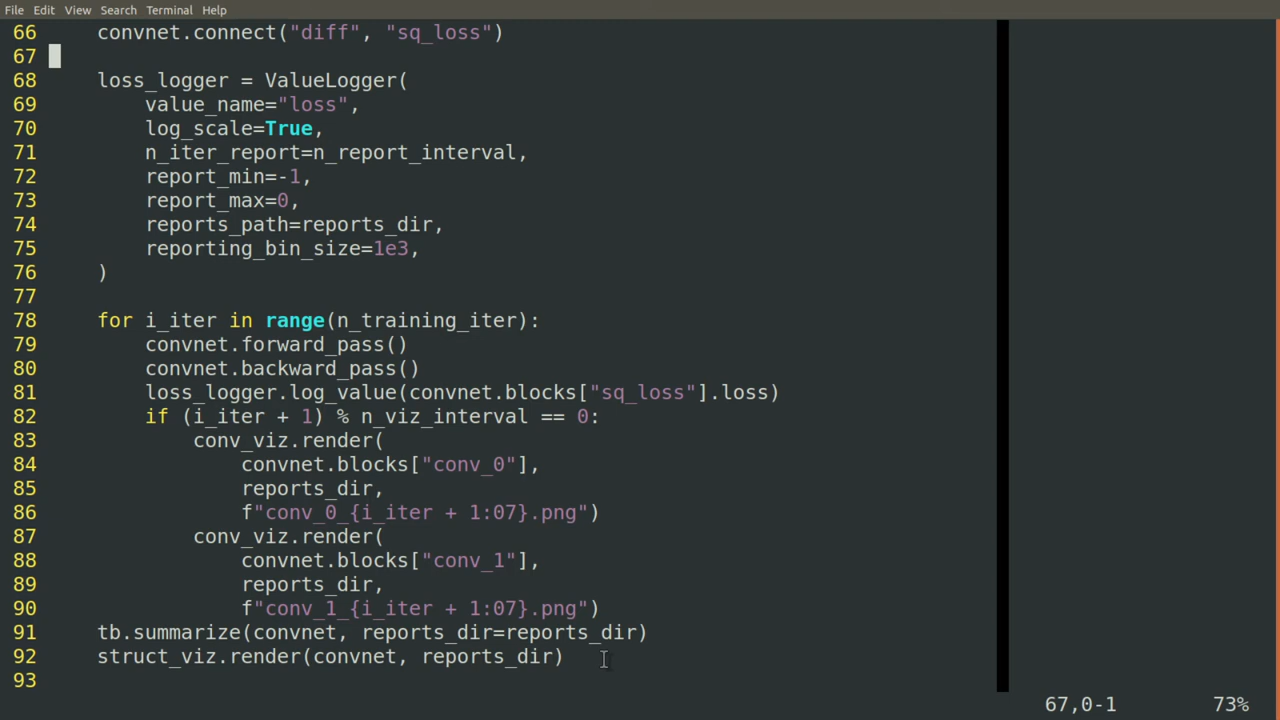 File Edit View Search Terminal Help
66     convnet.connect("diff", "sq_loss")
67
68     loss_logger = ValueLogger(
69         value_name="loss",
70         log_scale=True,
71         n_iter_report=n_report_interval,
72         report_min=-1,
73         report_max=0,
74         reports_path=reports_dir,
75         reporting_bin_size=1e3,
76     )
77
78     for i_iter in range(n_training_iter):
79         convnet.forward_pass()
80         convnet.backward_pass()
81         loss_logger.log_value(convnet.blocks["sq_loss"].loss)
82         if (i_iter + 1) % n_viz_interval == 0:
83             conv_viz.render(
84                 convnet.blocks["conv_0"],
85                 reports_dir,
86                 f"conv_0_{i_iter + 1:07}.png")
87             conv_viz.render(
88                 convnet.blocks["conv_1"],
89                 reports_dir,
90                 f"conv_1_{i_iter + 1:07}.png")
91     tb.summarize(convnet, reports_dir=reports_dir)
92     struct_viz.render(convnet, reports_dir)
93
67,0-1 73%